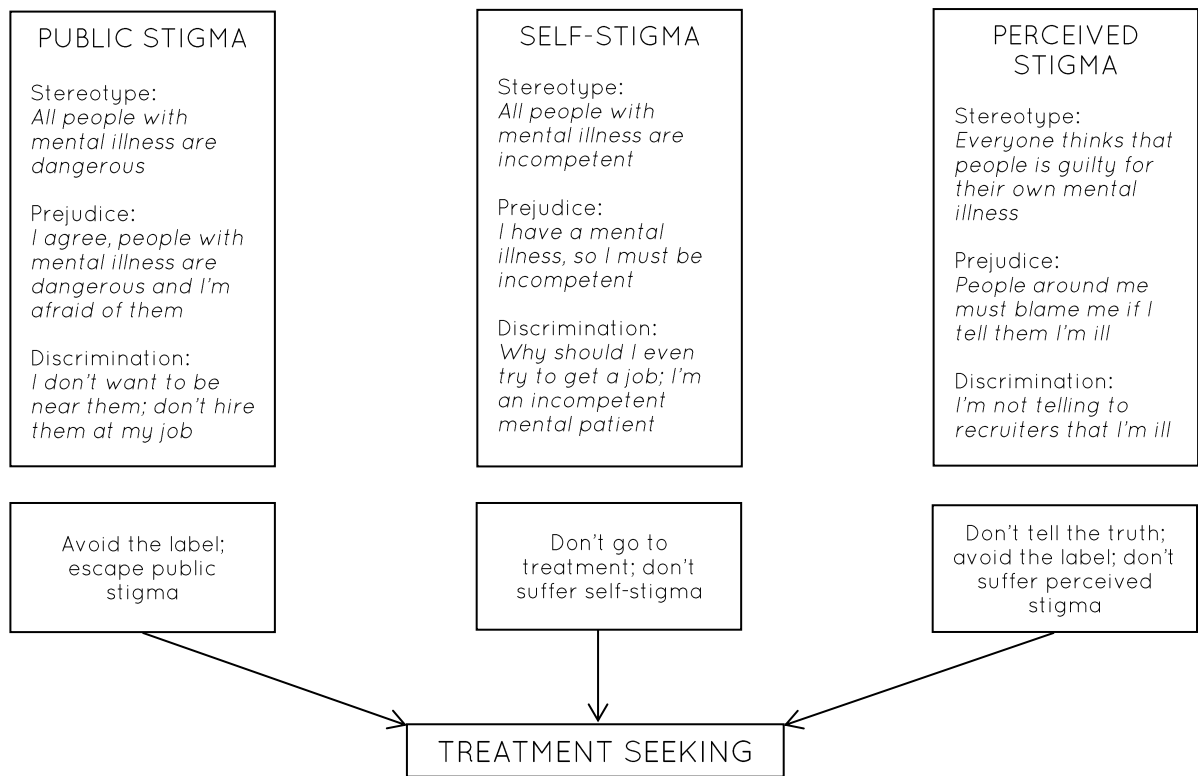 PUBLIC STIGMA
Stereotype:
All people with
mental illness are
dangerous
Prejudice:
I agree, people with
mental illness are
dangerous and I'm
afraid of them
Discrimination:
I don't want to be
near them; don't hire
them at my job
SELF-STIGMA
Stereotype:
All people with
mental illness are
incompetent
Prejudice:
I have a mental
illness, so I must be
incompetent
Discrimination:
Why should I even
try to get a job; I'm
an incompetent
mental patient
PERCEIVED
STIGMA
Stereotype:
Everyone thinks that
people is guilty for
their own mental
illness
Prejudice:
People around me
must blame me if I
tell them I'm ill
Discrimination:
I'm not telling to
recruiters that I'm ill
Avoid the label;
escape public
stigma
Don't go to
treatment; don't
suffer self-stigma
Don't tell the truth;
avoid the label; don't
suffer perceived
stigma
TREATMENT SEEKING